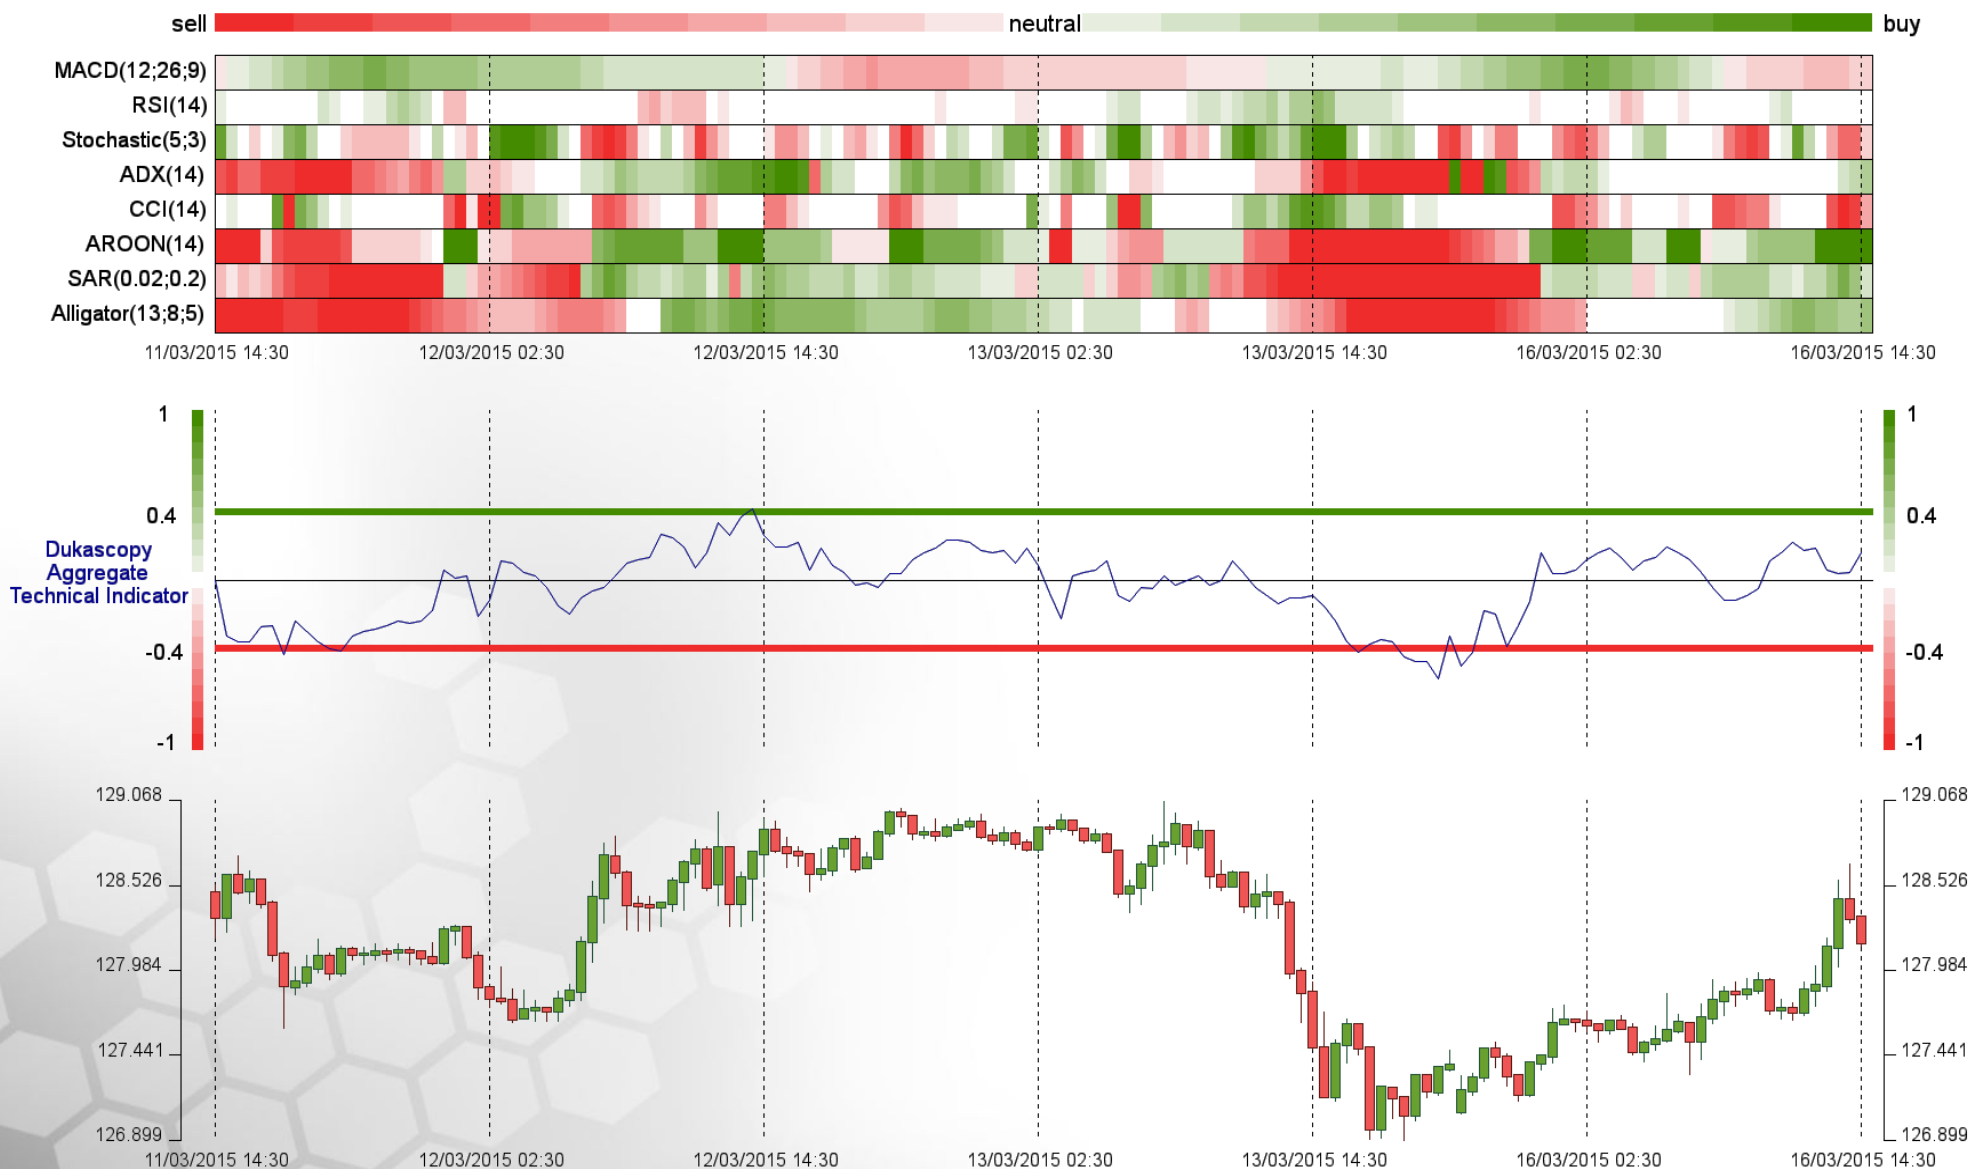 sell neutral buy
MACD(12;26;9)
RSI(14)
Stochastic(5;3)
ADX(14)
CCI(14)
AROON(14)
SAR(0.02;0.2)
Alligator(13;8;5)
11/03/2015 14:30 12/03/2015 02:30 12/03/2015 14:30 13/03/2015 02:30 13/03/2015 14:30 16/03/2015 02:30 16/03/2015 14:30
1 1
0.4 0.4
Dukascopy
Aggregate
Technical Indicator
-0.4 -0.4
-1 -1
129.068 129.068
128.526 128.526
127.984 127.984
127.441 127.441
126.899 126.899
11/03/2015 14:30 12/03/2015 02:30 12/03/2015 14:30 13/03/2015 02:30 13/03/2015 14:30 16/03/2015 02:30 16/03/2015 14:30